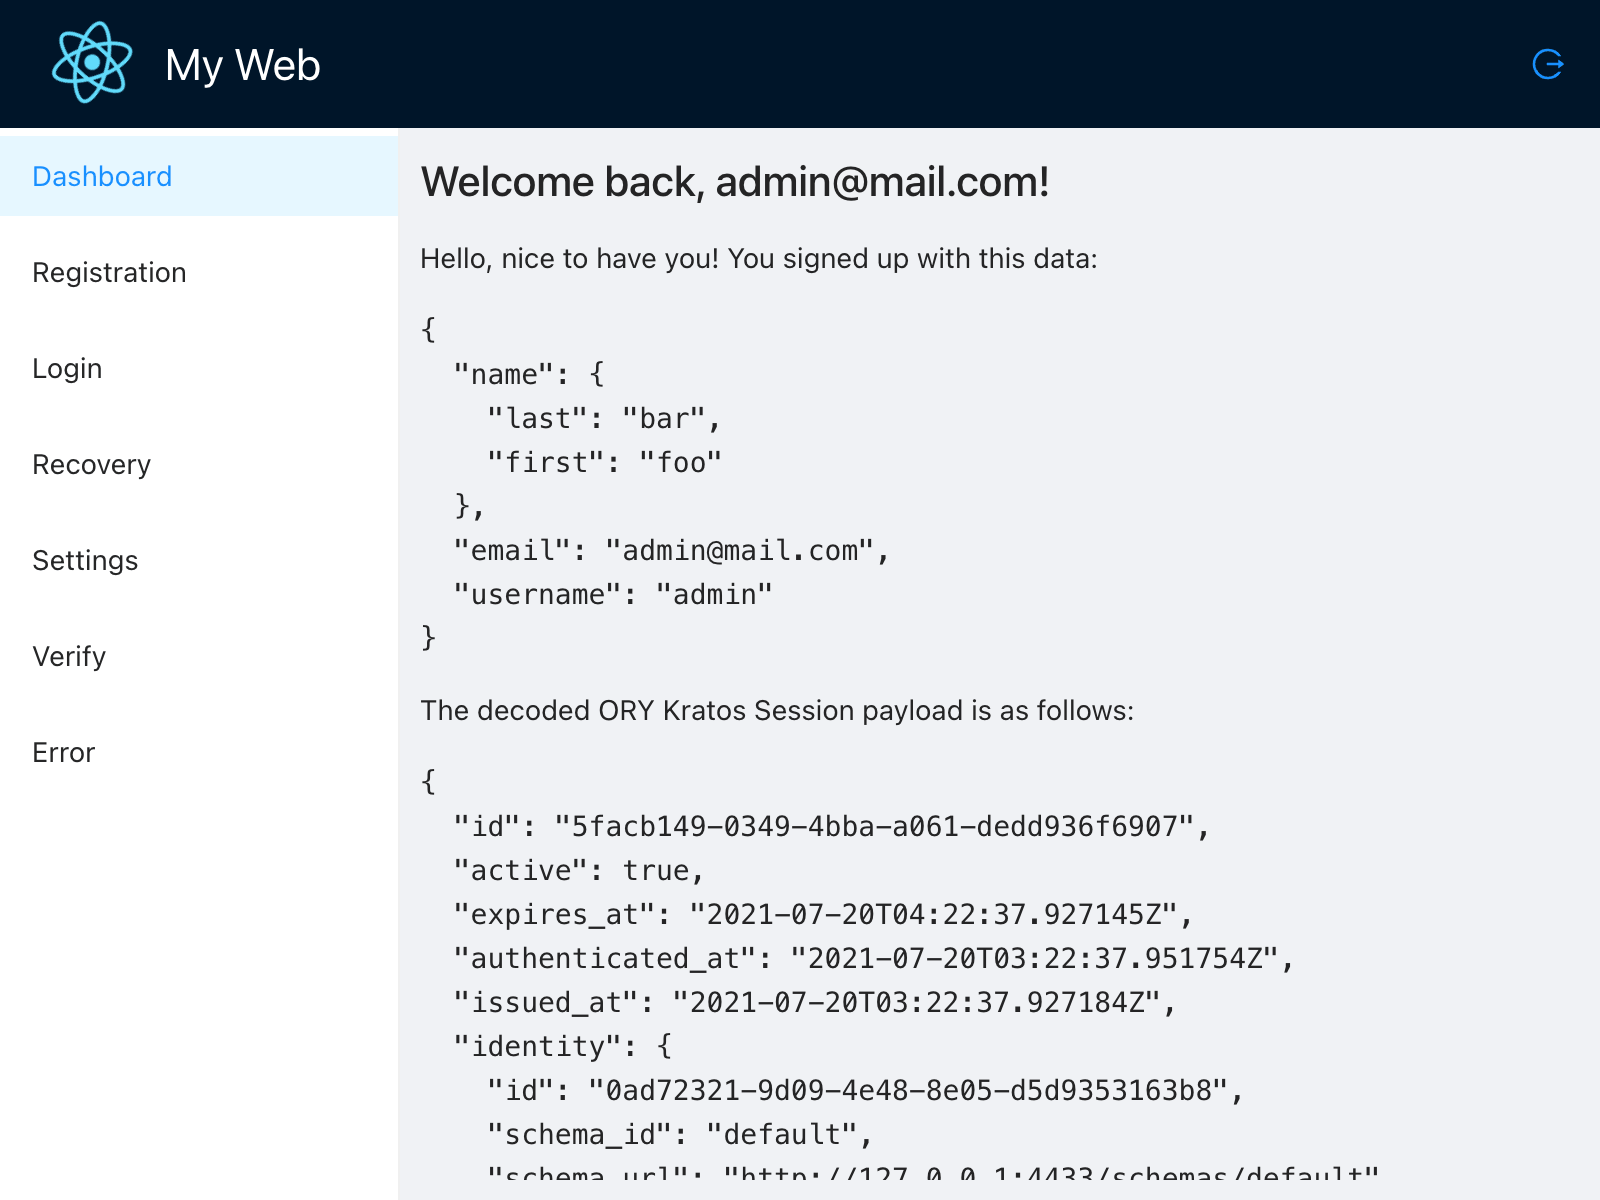 My Web
Dashboard
Registration
Login
Recovery
Settings
Verify
Error
Welcome back, admin@mail.com!
Hello, nice to have you! You signed up with this data:
{
  "name": {
    "last": "bar",
    "first": "foo"
  },
  "email": "admin@mail.com",
  "username": "admin"
}
The decoded ORY Kratos Session payload is as follows:
{
  "id": "5facb149-0349-4bba-a061-dedd936f6907",
  "active": true,
  "expires_at": "2021-07-20T04:22:37.927145Z",
  "authenticated_at": "2021-07-20T03:22:37.951754Z",
  "issued_at": "2021-07-20T03:22:37.927184Z",
  "identity": {
    "id": "0ad72321-9d09-4e48-8e05-d5d9353163b8",
    "schema_id": "default",
    "schema_url": "http://127.0.0.1:4433/schemas/default"